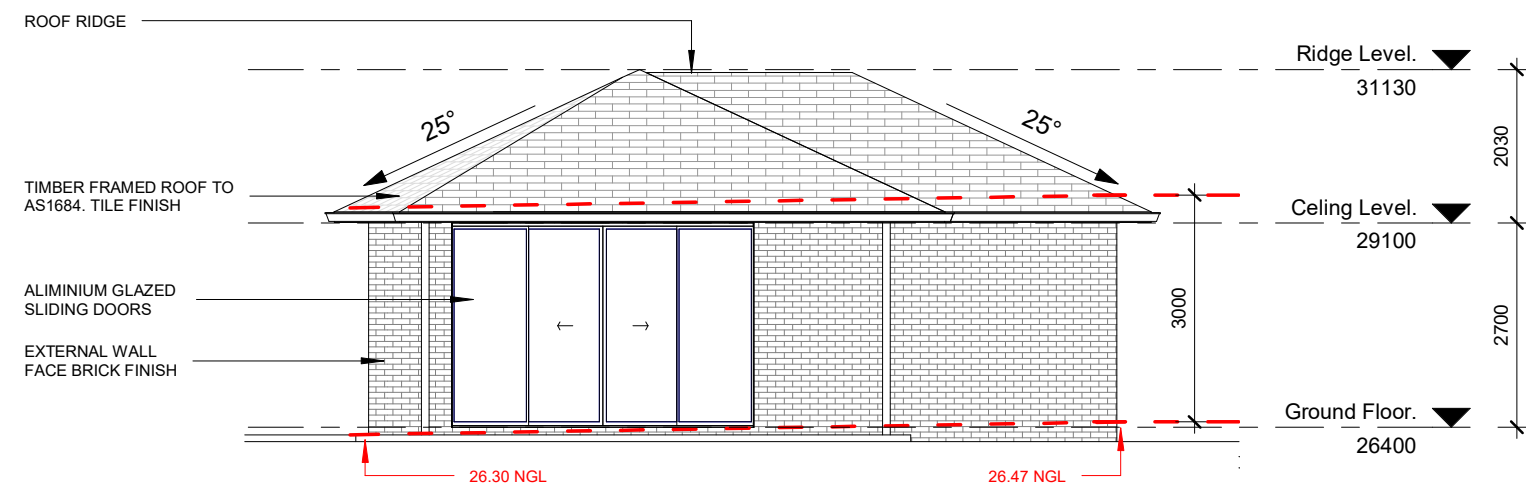 ROOF RIDGE
Ridge Level.
31130
25°
25°
2030
TIMBER FRAMED ROOF TO
AS1684. TILE FINISH
Celing Level.
29100
ALIMINIUM GLAZED
SLIDING DOORS
3000
2700
EXTERNAL WALL
FACE BRICK FINISH
Ground Floor.
26400
26.30 NGL
26.47 NGL